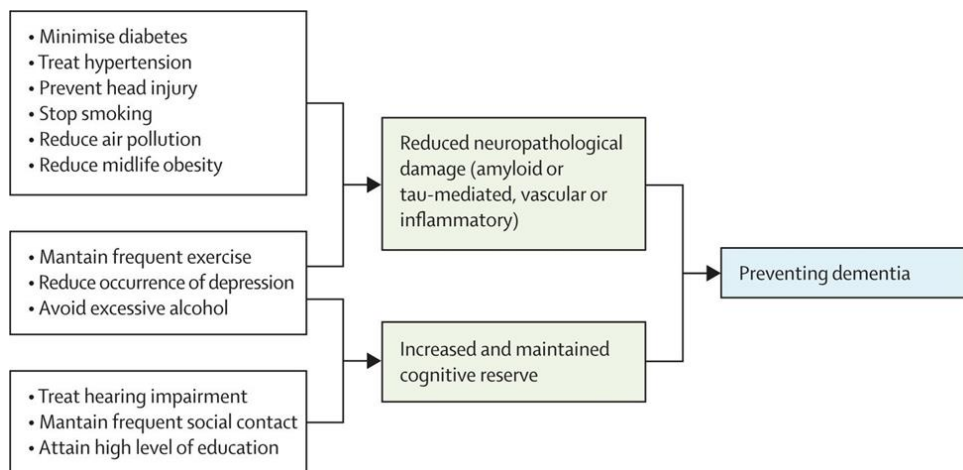 • Minimise diabetes
• Treat hypertension
• Prevent head injury
• Stop smoking
• Reduce air pollution
• Reduce midlife obesity
• Mantain frequent exercise
• Reduce occurrence of depression
• Avoid excessive alcohol
• Treat hearing impairment
• Mantain frequent social contact
• Attain high level of education
Reduced neuropathological
damage (amyloid or
tau-mediated, vascular or
inflammatory)
Increased and maintained
cognitive reserve
Preventing dementia